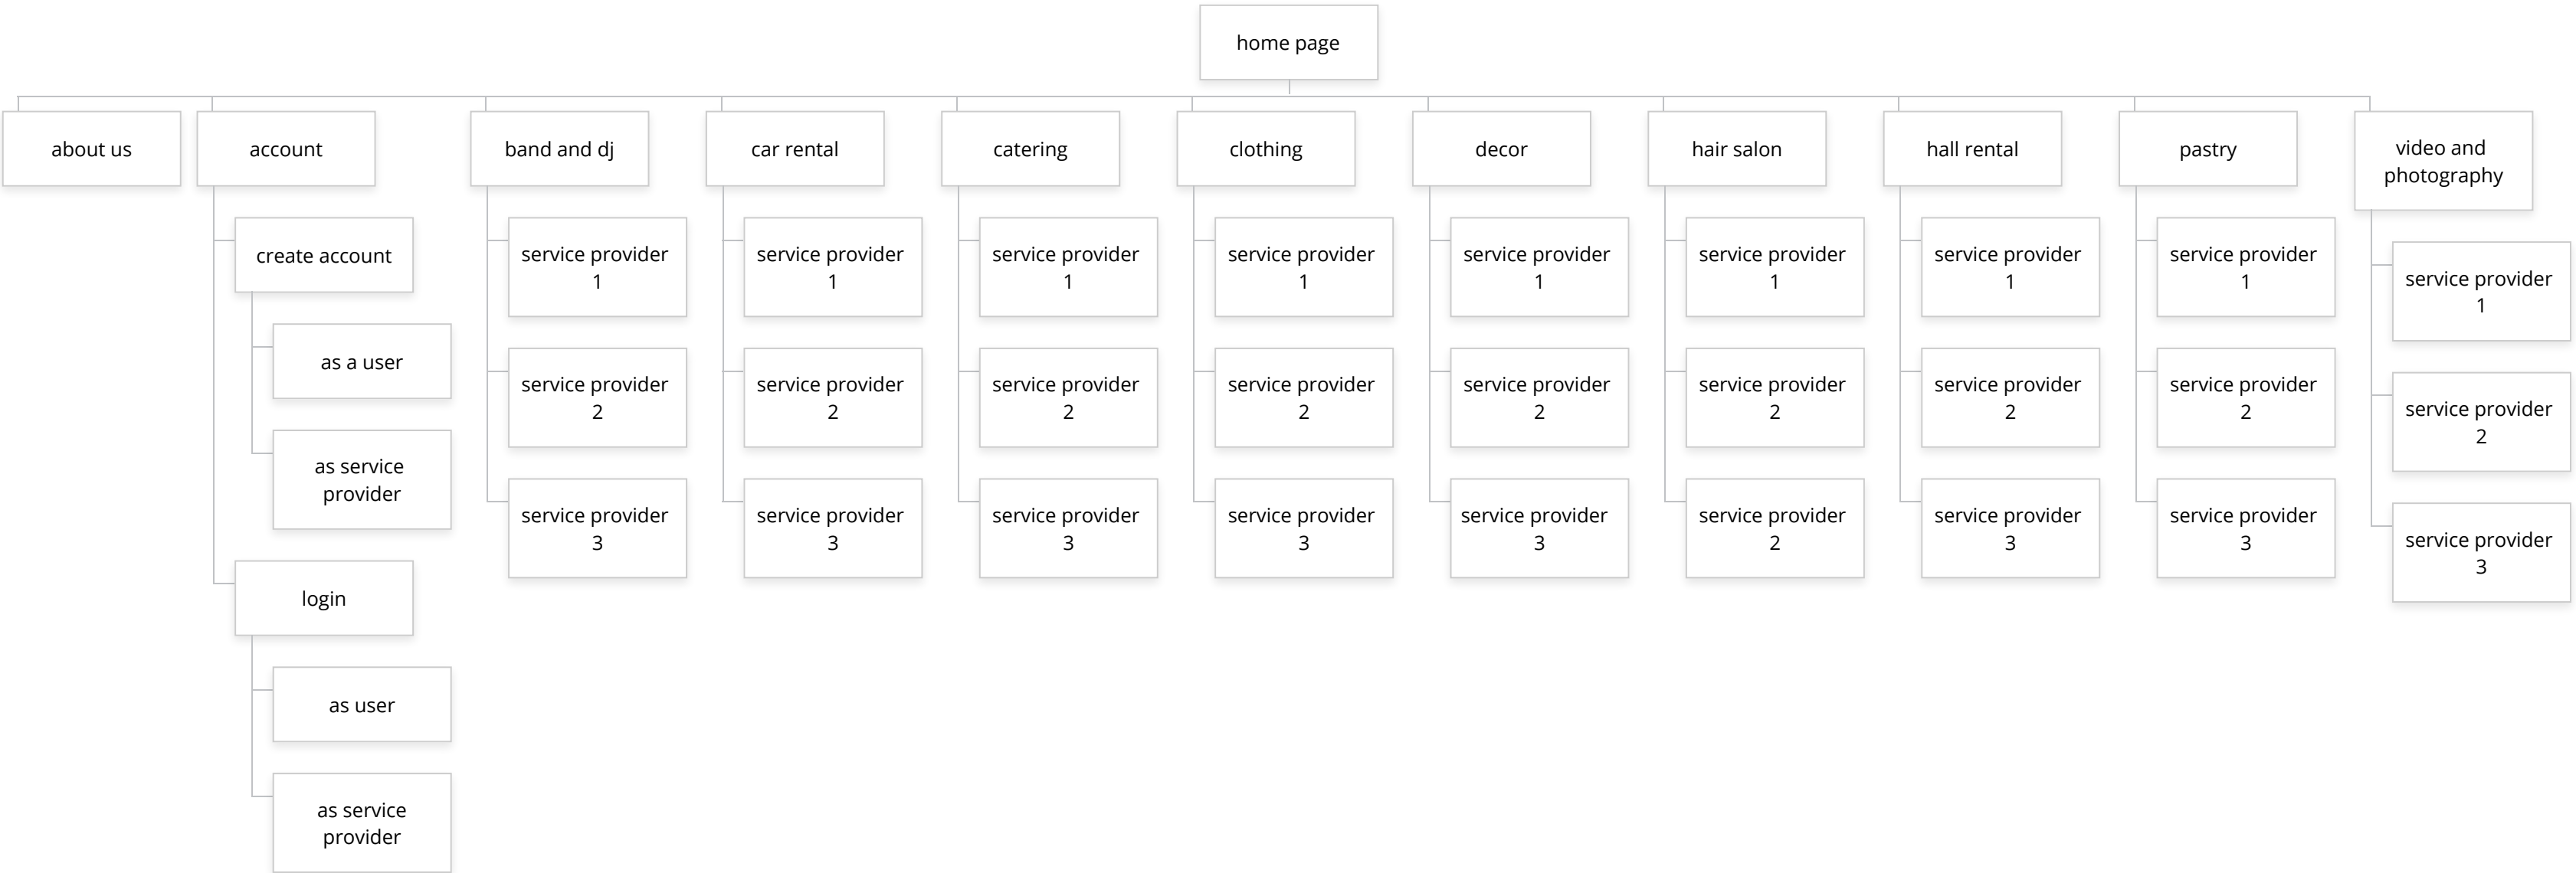 home page
about us
account
create account
as a user
as service
provider
login
as user
as service
provider
band and dj
service provider
1
service provider
2
service provider
3
car rental
service provider
1
service provider
2
service provider
3
catering
service provider
1
service provider
2
service provider
3
clothing
service provider
1
service provider
2
service provider
3
decor
service provider
1
service provider
2
service provider
3
hair salon
service provider
1
service provider
2
service provider
2
hall rental
service provider
1
service provider
2
service provider
3
pastry
service provider
1
service provider
2
service provider
3
video and
photography
service provider
1
service provider
2
service provider
3